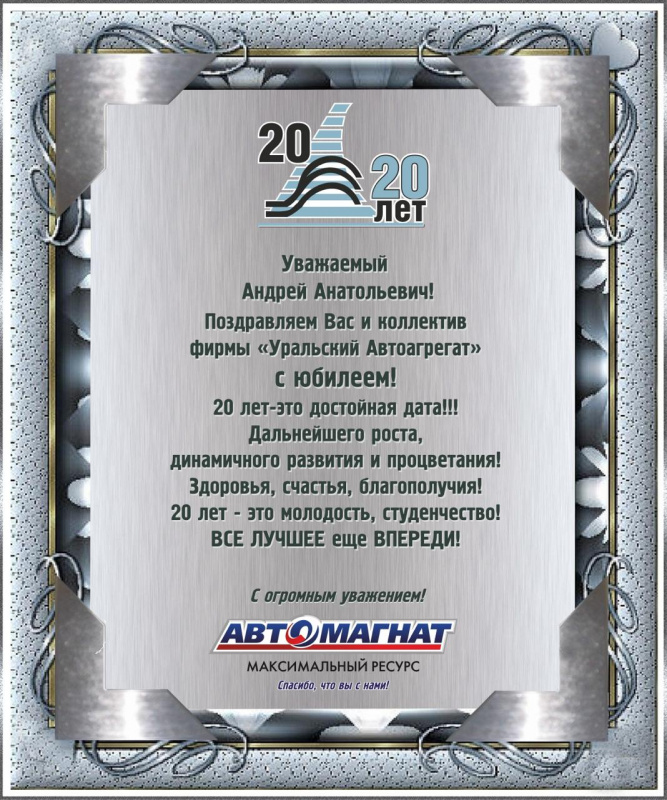 20
20
лет
Уважаемый
Андрей Анатольевич!
Поздравляем Вас и коллектив
фирмы «Уральский Автоагрегат»
с юбилеем!
20 лет-это достойная дата!!!
Дальнейшего роста,
динамичного развития и процветания!
Здоровья, счастья, благополучия!
20 лет - это молодость, студенчество!
ВСЕ ЛУЧШЕЕ еще ВПЕРЕДИ!
С огромным уважением!
АВТОМАГНАТ
МАКСИМАЛЬНЫЙ РЕСУРС
Спасибо, что вы с нами!